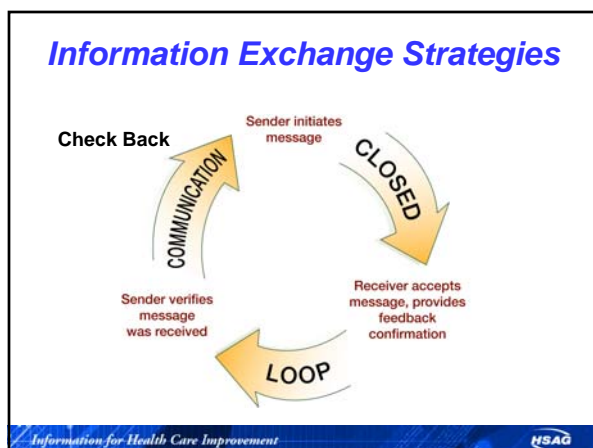 Information Exchange Strategies
Check Back
Sender initiates
message
CLOSED
Receiver accepts
message, provides
feedback
confirmation
LOOP
Sender verifies
message
was received
COMMUNICATION
Information for Health Care Improvement
HSAG